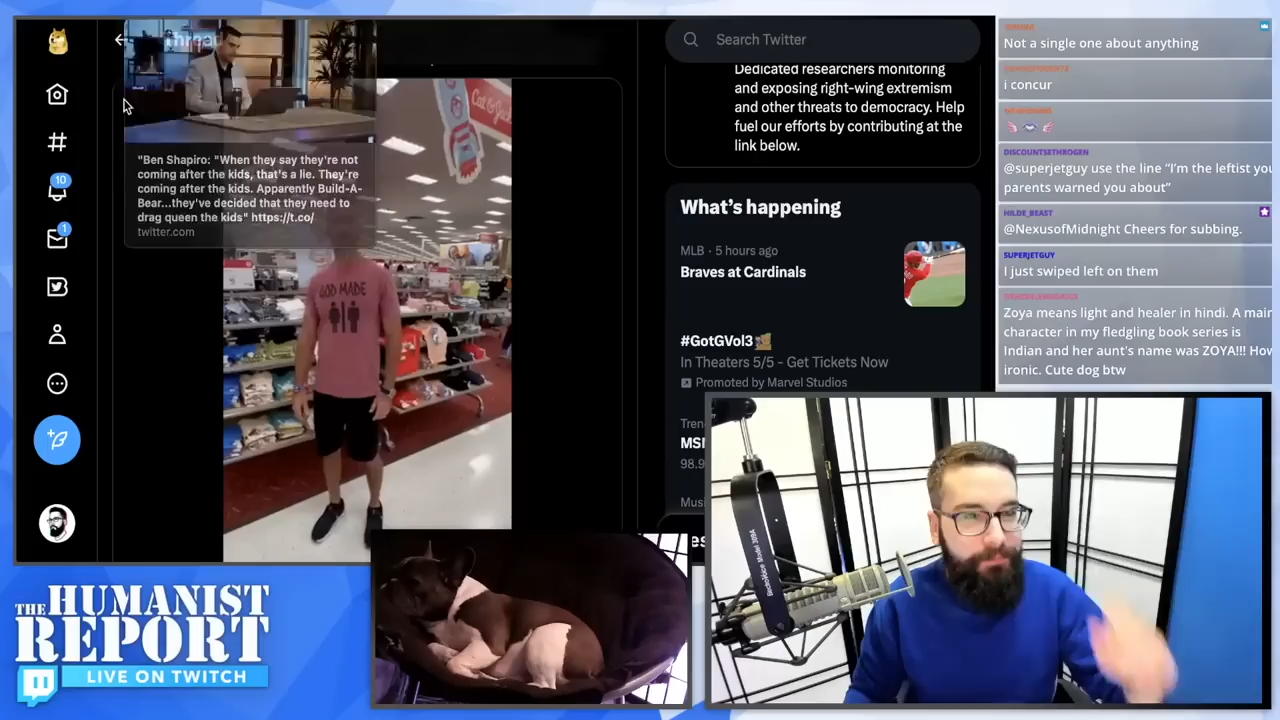 Thread
"Ben Shapiro: "When they say they're not
coming after the kids, that's a lie. They're
coming after the kids. Apparently Build-A-
Bear...they've decided that they need to
drag queen the kids" https://t.co/
twitter.com
10
1
Cat & Jack
GOD MADE
Search Twitter
Dedicated researchers monitoring
and exposing right-wing extremism
and other threats to democracy. Help
fuel our efforts by contributing at the
link below.
What's happening
MLB · 5 hours ago
Braves at Cardinals
#GotGVol3
In Theaters 5/5 - Get Tickets Now
Promoted by Marvel Studios
98.9
Not a single one about anything
i concur
DISCOUNTSETHROGEN
@superjetguy use the line "I'm the leftist you
parents warned you about"
HILDE_BEAST
@NexusofMidnight Cheers for subbing.
SUPERJETGUY
I just swiped left on them
Zoya means light and healer in hindi. A main
character in my fledgling book series is
Indian and her aunt's name was ZOYA!!! How
ironic. Cute dog btw
THE
HUMANIST
REPORT
LIVE ON TWITCH